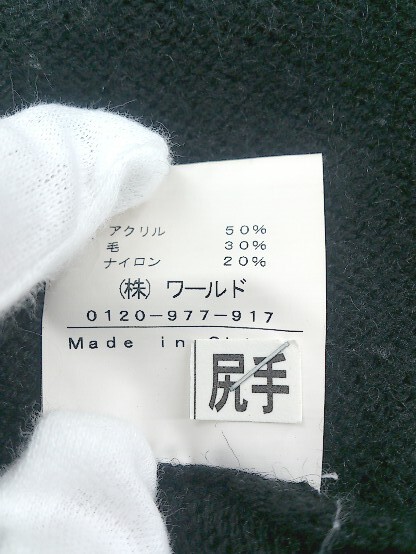 アクリル 50%
毛 30%
ナイロン 20%
(株) ワールド
0120-977-917
Made in
尻手